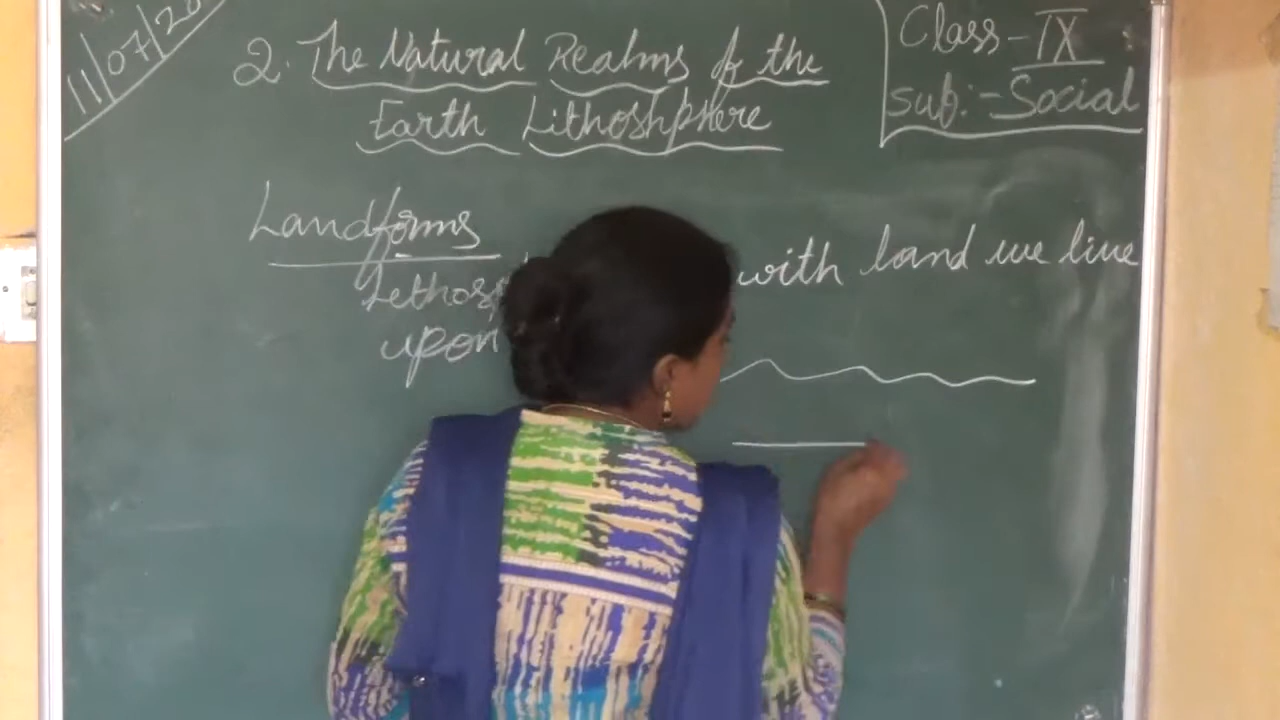 11/07/20
2. The Natural Realms of the
Earth Lithoshphere
Class - IX
Sub:- Social
Landforms
with land we live
upon